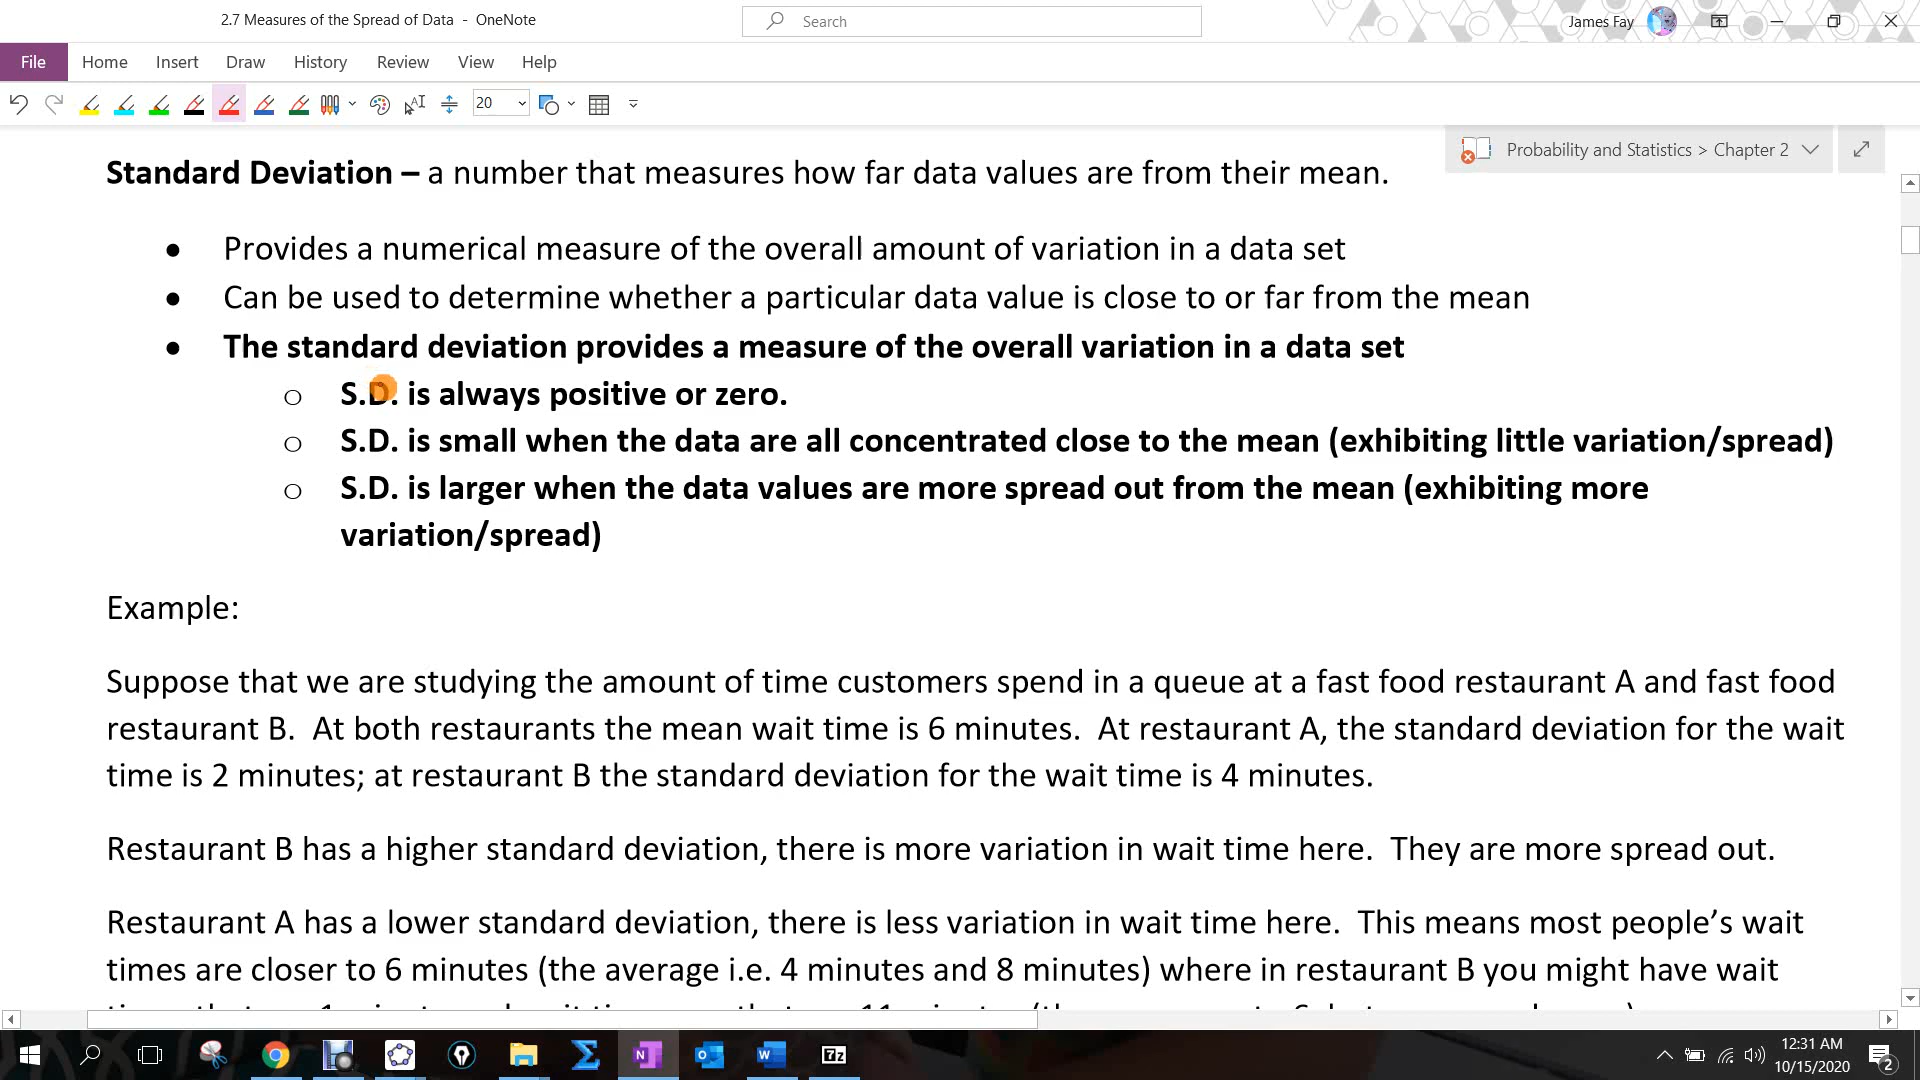 2.7 Measures of the Spread of Data - OneNote
Search
James Fay
File Home Insert Draw History Review View Help
20
Probability and Statistics > Chapter 2
Standard Deviation – a number that measures how far data values are from their mean.
Provides a numerical measure of the overall amount of variation in a data set
Can be used to determine whether a particular data value is close to or far from the mean
The standard deviation provides a measure of the overall variation in a data set
S.D. is always positive or zero.
S.D. is small when the data are all concentrated close to the mean (exhibiting little variation/spread)
S.D. is larger when the data values are more spread out from the mean (exhibiting more
variation/spread)
Example:
Suppose that we are studying the amount of time customers spend in a queue at a fast food restaurant A and fast food
restaurant B.  At both restaurants the mean wait time is 6 minutes.  At restaurant A, the standard deviation for the wait
time is 2 minutes; at restaurant B the standard deviation for the wait time is 4 minutes.
Restaurant B has a higher standard deviation, there is more variation in wait time here.  They are more spread out.
Restaurant A has a lower standard deviation, there is less variation in wait time here.  This means most people’s wait
times are closer to 6 minutes (the average i.e. 4 minutes and 8 minutes) where in restaurant B you might have wait
7z
12:31 AM
10/15/2020
2